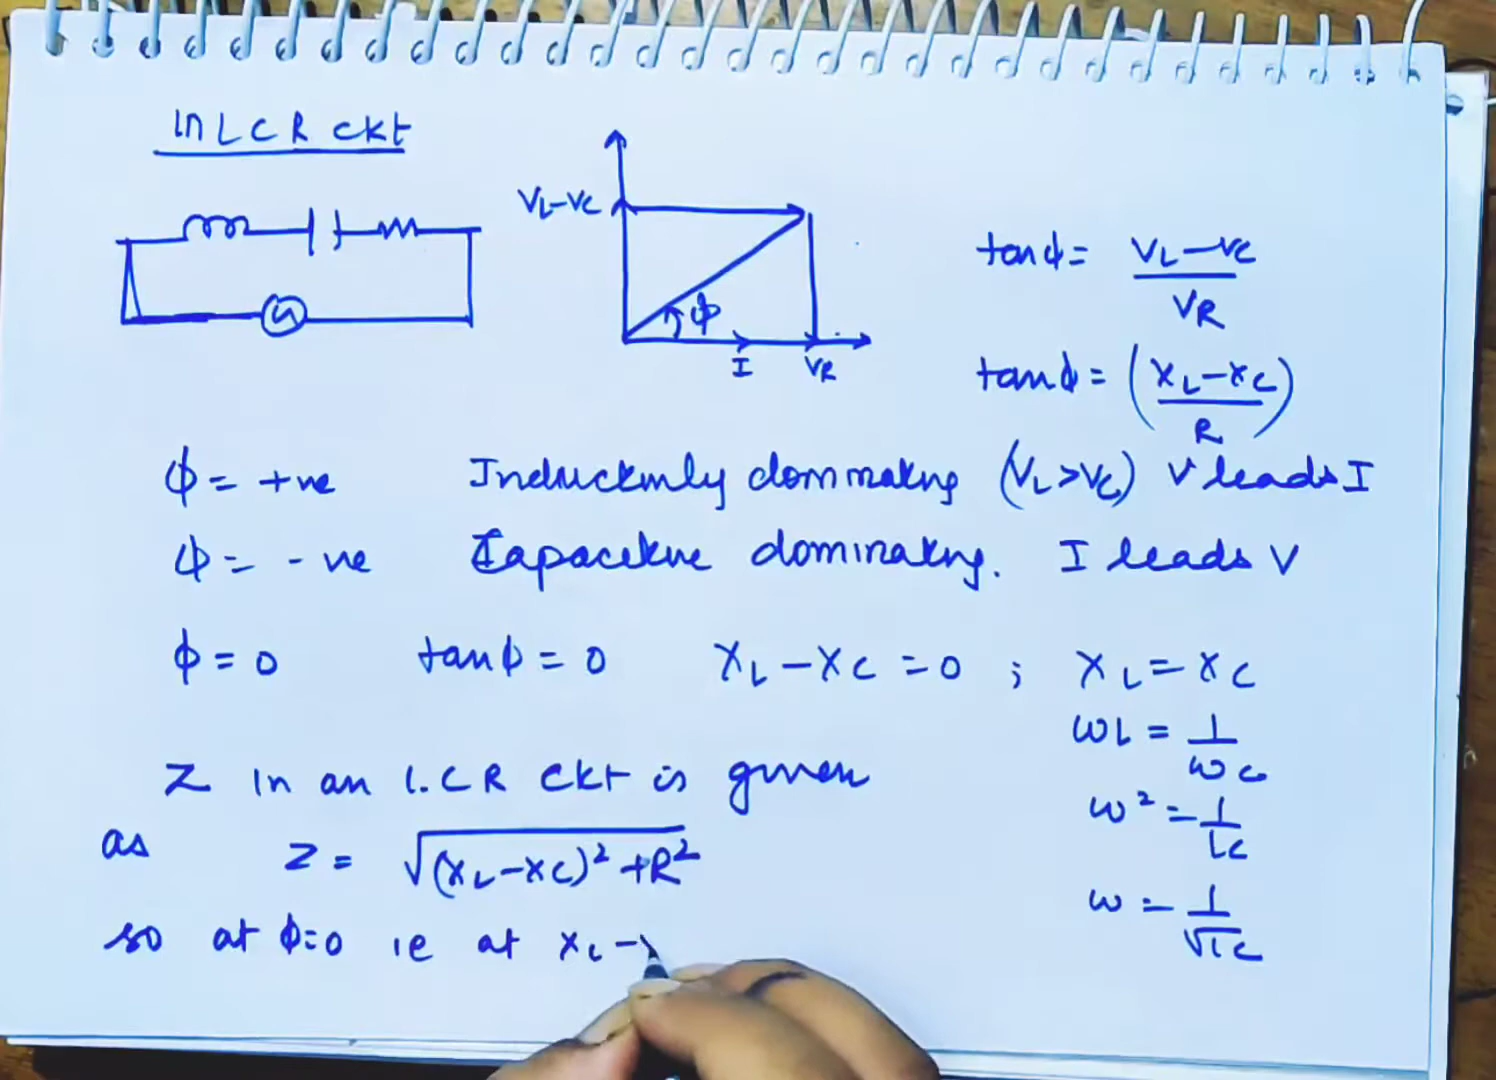 In LCR ckt
VL-VC
ϕ
I
VR
tanϕ = VL-VC / VR
tanϕ = (XL-XC / R)
ϕ = +ve Inductively dominating (VL>VC) V leads I
ϕ = -ve Capacitive dominating. I leads V
ϕ = 0 tanϕ = 0 XL-XC = 0 ; XL = XC
ωL = 1/ωC
ω² = 1/LC
ω = 1/√LC
Z in an L.C R ckt is given
as Z = √(XL-XC)²+R²
so at ϕ=0 ie at XL-